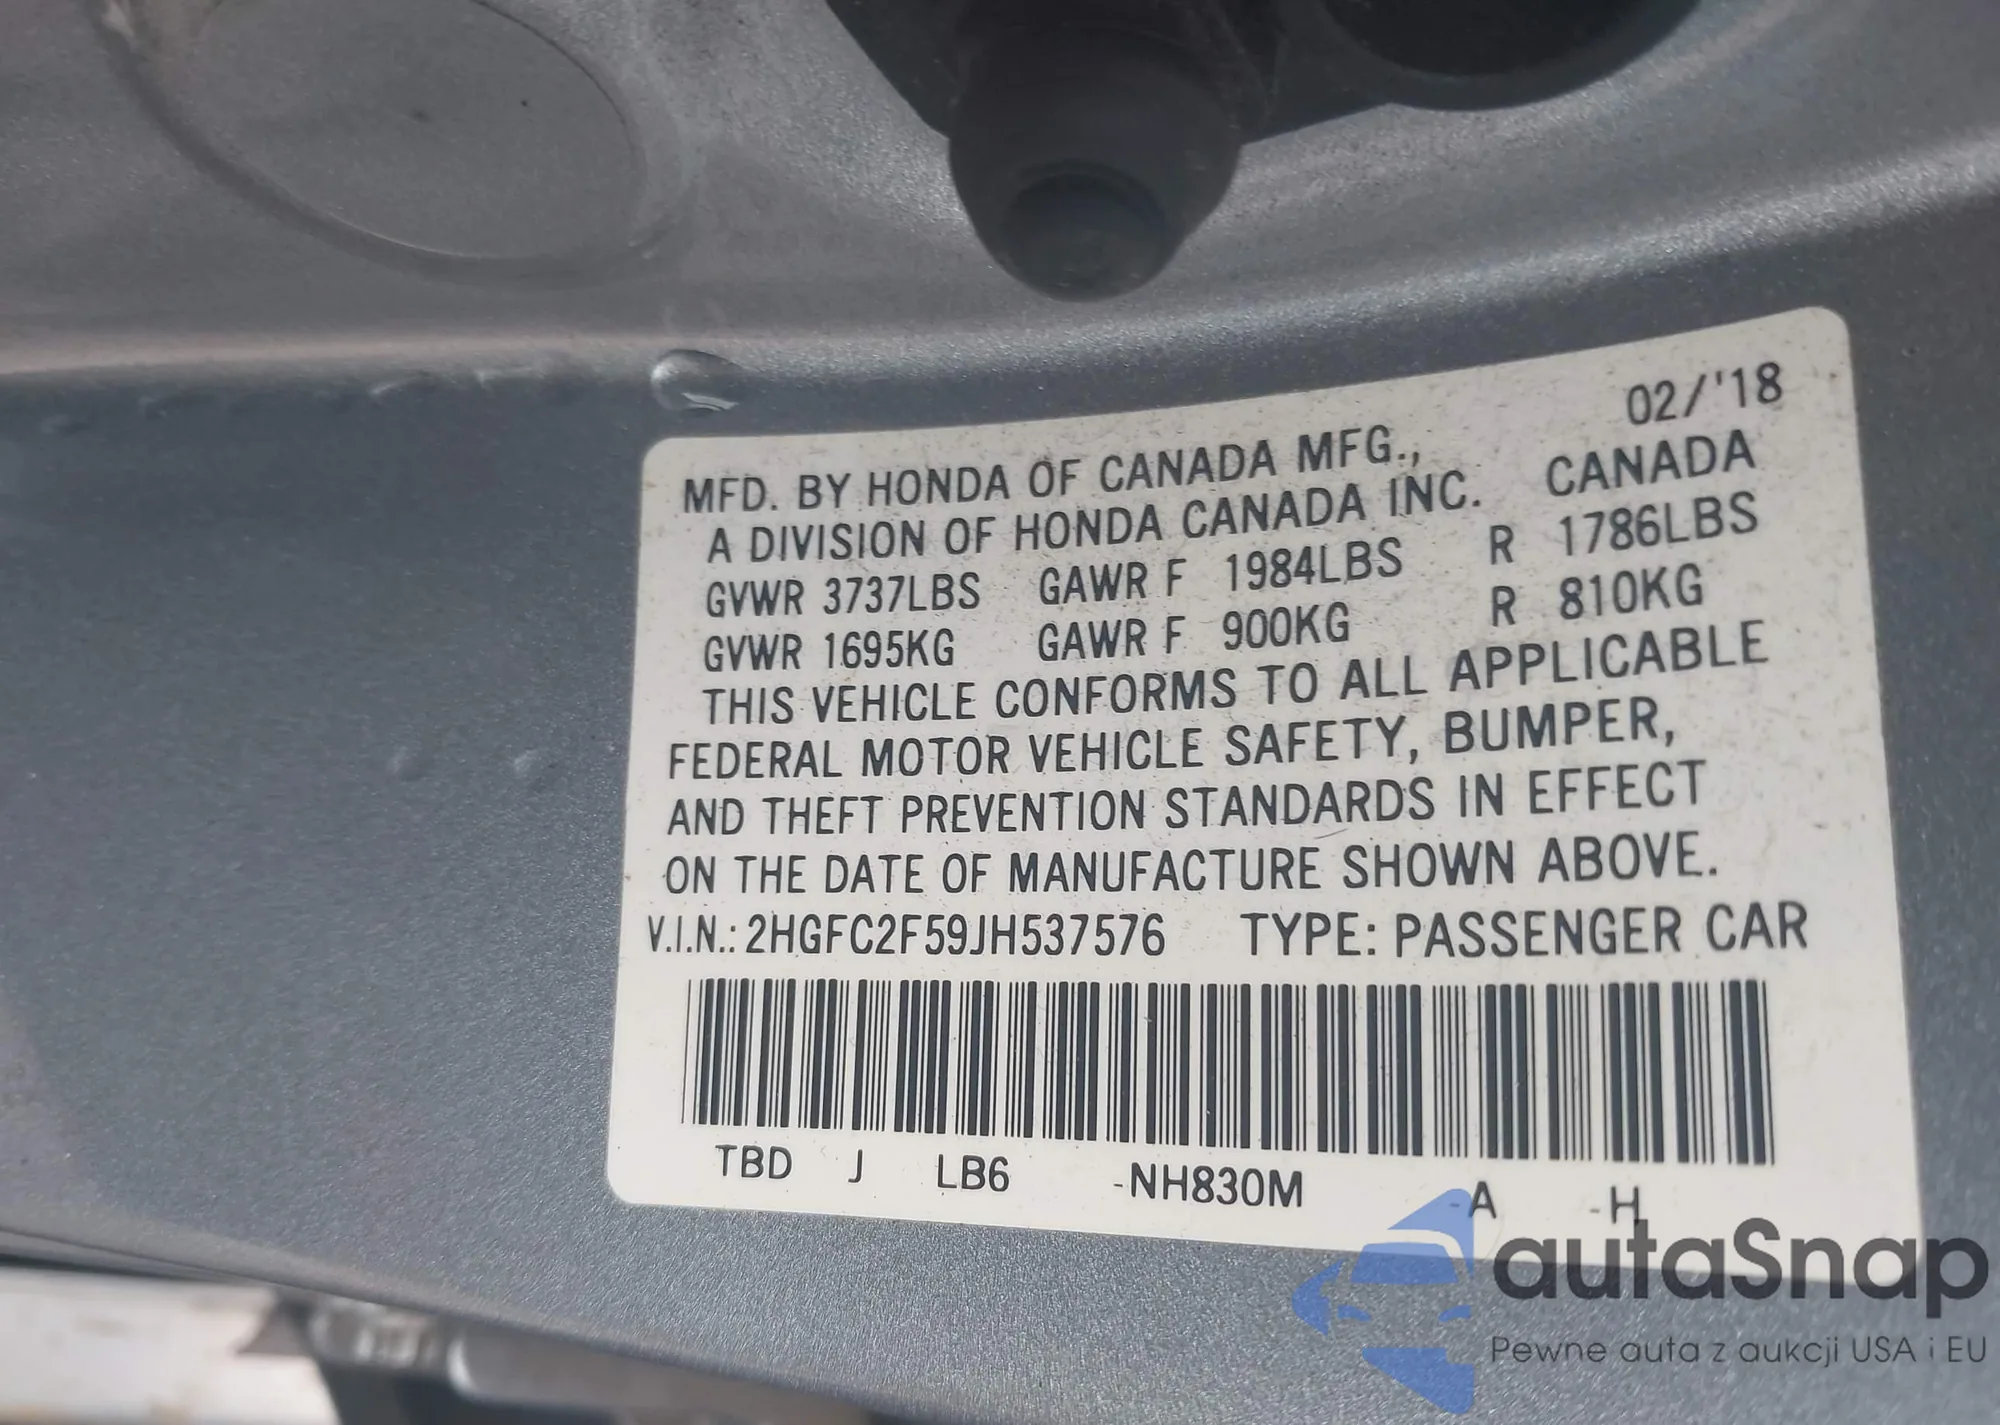 02/'18
MFD. BY HONDA OF CANADA MFG.,
A DIVISION OF HONDA CANADA INC. CANADA
GVWR 3737LBS GAWR F 1984LBS R 1786LBS
GVWR 1695KG GAWR F 900KG R 810KG
THIS VEHICLE CONFORMS TO ALL APPLICABLE
FEDERAL MOTOR VEHICLE SAFETY, BUMPER,
AND THEFT PREVENTION STANDARDS IN EFFECT
ON THE DATE OF MANUFACTURE SHOWN ABOVE.
V.I.N.: 2HGFC2F59JH537576 TYPE: PASSENGER CAR
TBD J LB6 -NH830M -A -H
autaSnap
Pewne auta z aukcji USA i EU